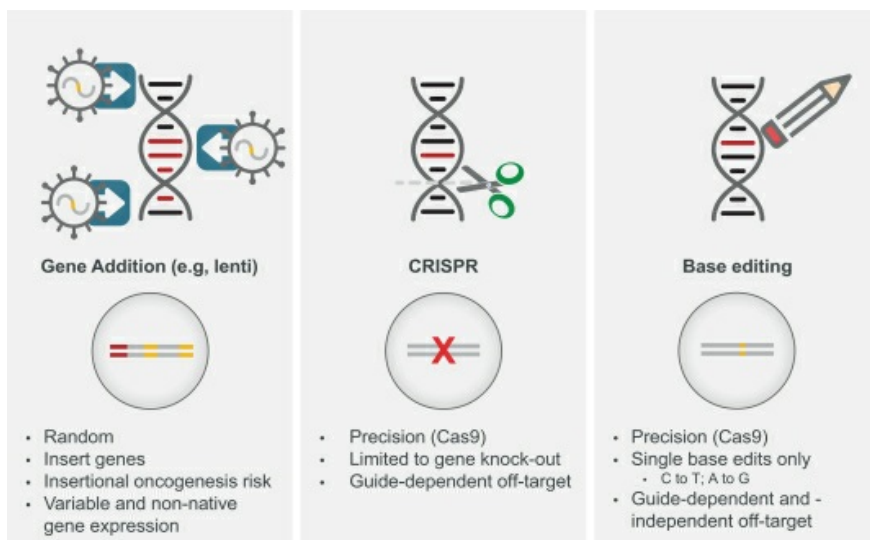 Gene Addition (e.g, lenti)
• Random
• Insert genes
• Insertional oncogenesis risk
• Variable and non-native
gene expression
CRISPR
X
• Precision (Cas9)
• Limited to gene knock-out
• Guide-dependent off-target
Base editing
• Precision (Cas9)
• Single base edits only
• C to T; A to G
• Guide-dependent and -
independent off-target